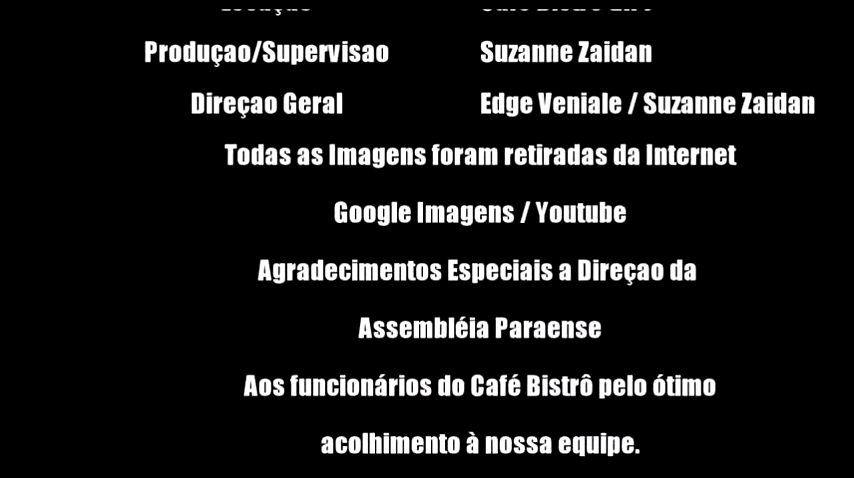 Produçao/Supervisao Suzanne Zaidan
Direçao Geral Edge Veniale / Suzanne Zaidan
Todas as Imagens foram retiradas da Internet
Google Imagens / Youtube
Agradecimentos Especiais a Direçao da
Assembléia Paraense
Aos funcionários do Café Bistrô pelo ótimo
acolhimento à nossa equipe.